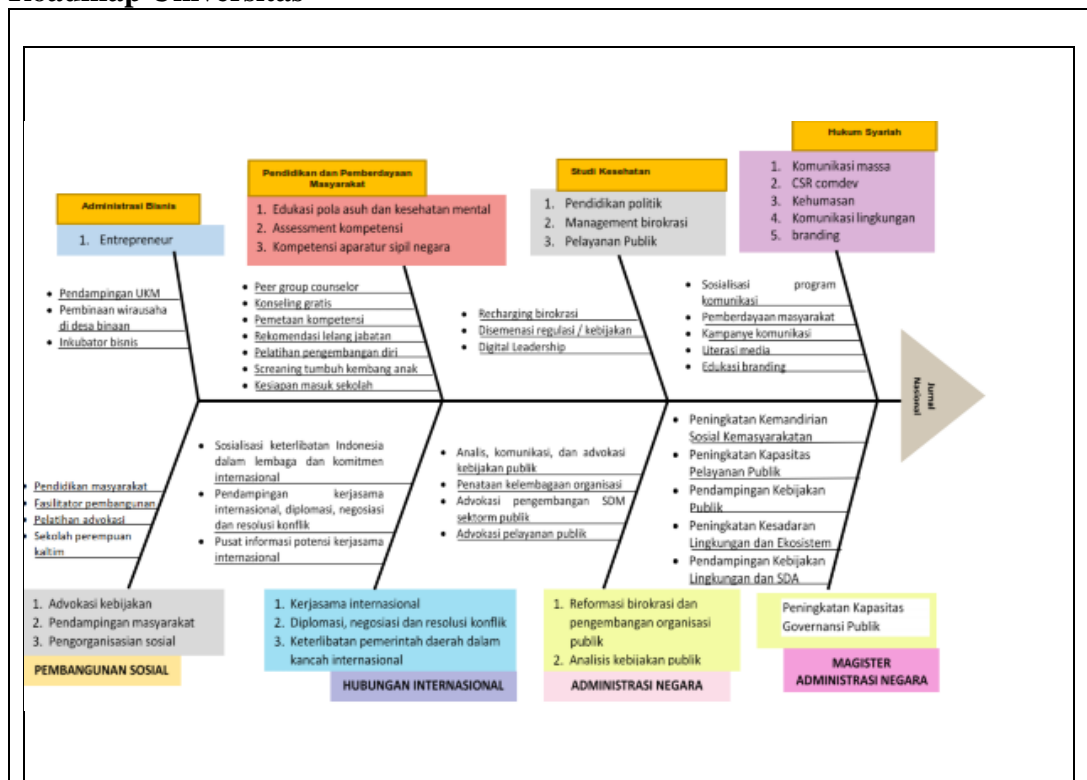 Roadmap Universitas
Hukum Syariah
1. Komunikasi massa
2. CSR comdev
3. Kehumasan
4. Komunikasi lingkungan
5. branding
Studi Kesehatan
1. Pendidikan politik
2. Management birokrasi
3. Pelayanan Publik
Pendidikan dan Pemberdayaan
Masyarakat
1. Edukasi pola asuh dan kesehatan mental
2. Assessment kompetensi
3. Kompetensi aparatur sipil negara
Administrasi Bisnis
1. Entrepreneur
• Pendampingan UKM
• Pembinaan wirausaha
di desa binaan
• Inkubator bisnis
• Peer group counselor
• Konseling gratis
• Pemetaan kompetensi
• Rekomendasi lelang jabatan
• Pelatihan pengembangan diri
• Screaning tumbuh kembang anak
• Kesiapan masuk sekolah
• Recharging birokrasi
• Disemenasi regulasi / kebijakan
• Digital Leadership
• Sosialisasi program
komunikasi
• Pemberdayaan masyarakat
• Kampanye komunikasi
• Literasi media
• Edukasi branding
Jurnal
Nasional
• Pendidikan masyarakat
• Fasilitator pembangunan
• Pelatihan advokasi
• Sekolah perempuan
kaltim
• Sosialisasi keterlibatan Indonesia
dalam lembaga dan komitmen
internasional
• Pendampingan kerjasama
internasional, diplomasi, negosiasi
dan resolusi konflik
• Pusat informasi potensi kerjasama
internasional
• Analis, komunikasi, dan advokasi
kebijakan publik
• Penataan kelembagaan organisasi
• Advokasi pengembangan SDM
sektorm publik
• Advokasi pelayanan publik
• Peningkatan Kemandirian
Sosial Kemasyarakatan
• Peningkatan Kapasitas
Pelayanan Publik
• Pendampingan Kebijakan
Publik
• Peningkatan Kesadaran
Lingkungan dan Ekosistem
• Pendampingan Kebijakan
Lingkungan dan SDA
1. Advokasi kebijakan
2. Pendampingan masyarakat
3. Pengorganisasian sosial
PEMBANGUNAN SOSIAL
1. Kerjasama internasional
2. Diplomasi, negosiasi dan resolusi konflik
3. Keterlibatan pemerintah daerah dalam
kancah internasional
HUBUNGAN INTERNASIONAL
1. Reformasi birokrasi dan
pengembangan organisasi
publik
2. Analisis kebijakan publik
ADMINISTRASI NEGARA
Peningkatan Kapasitas
Governansi Publik
MAGISTER
ADMINISTRASI NEGARA